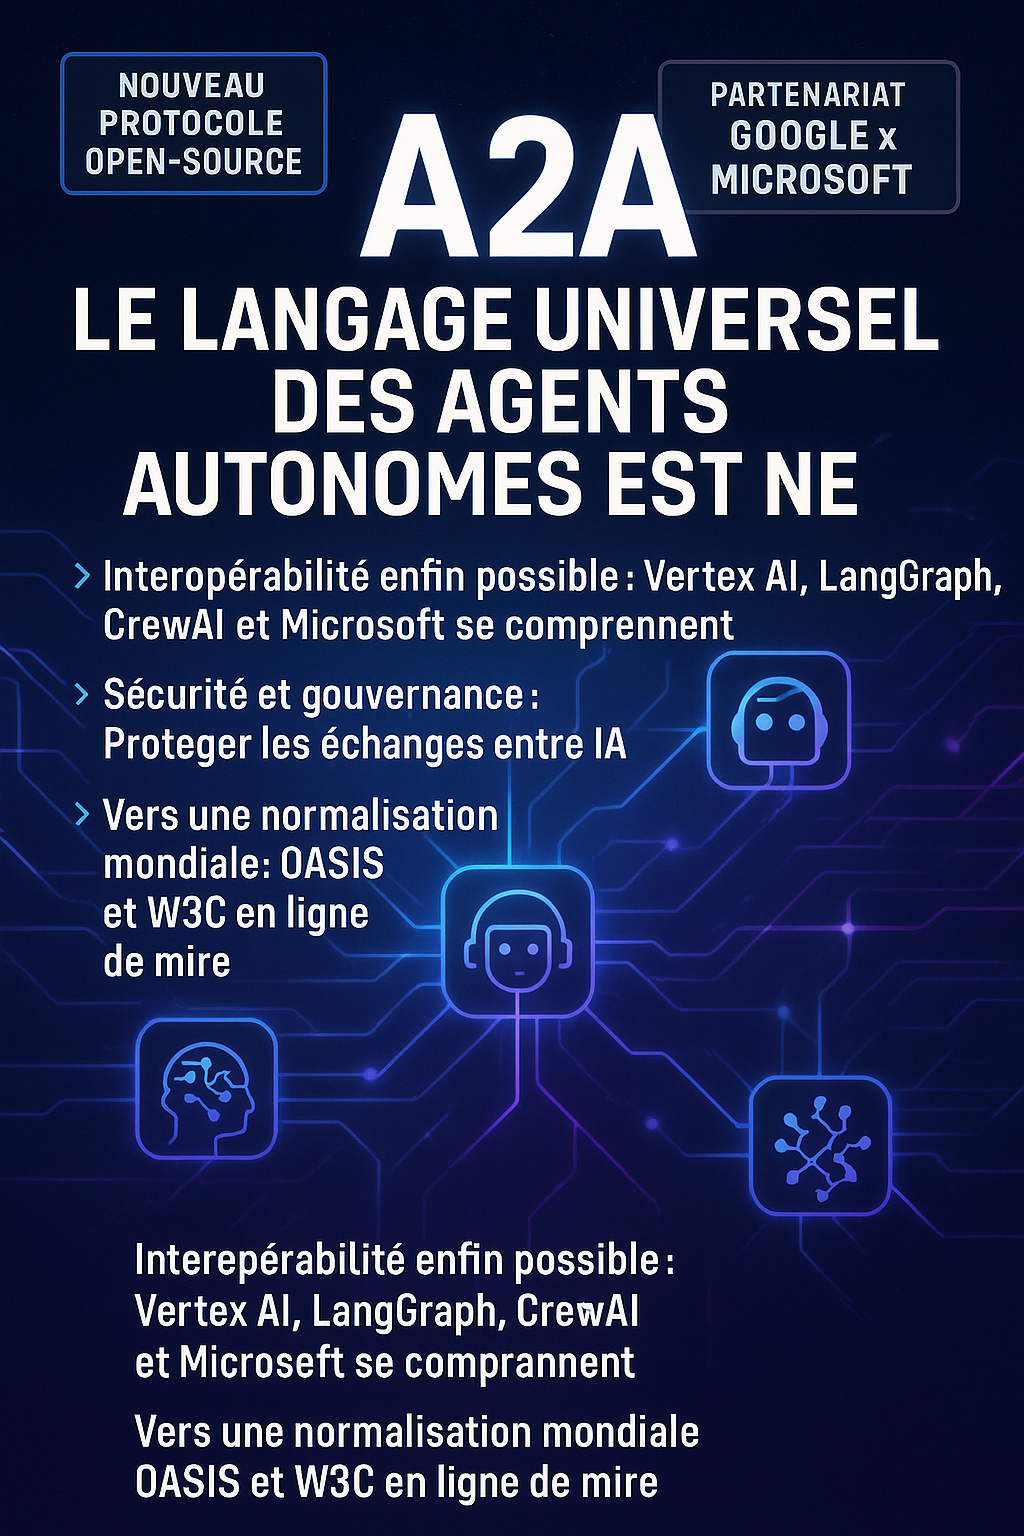 NOUVEAU
PROTOCOLE
OPEN-SOURCE
PARTENARIAT
GOOGLE x
MICROSOFT
A2A
LE LANGAGE UNIVERSEL
DES AGENTS
AUTONOMES EST NE
> Interopérabilité enfin possible : Vertex AI, LangGraph,
CrewAI et Microsoft se comprennent
> Sécurité et gouvernance :
Proteger les échanges entre IA
> Vers une normalisation
mondiale: OASIS
et W3C en ligne
de mire
Interepérabilité enfin possible :
Vertex AI, LangGraph, CrewAI
et Microseft se comprannent
Vers une normalisation mondiale
OASIS et W3C en ligne de mire